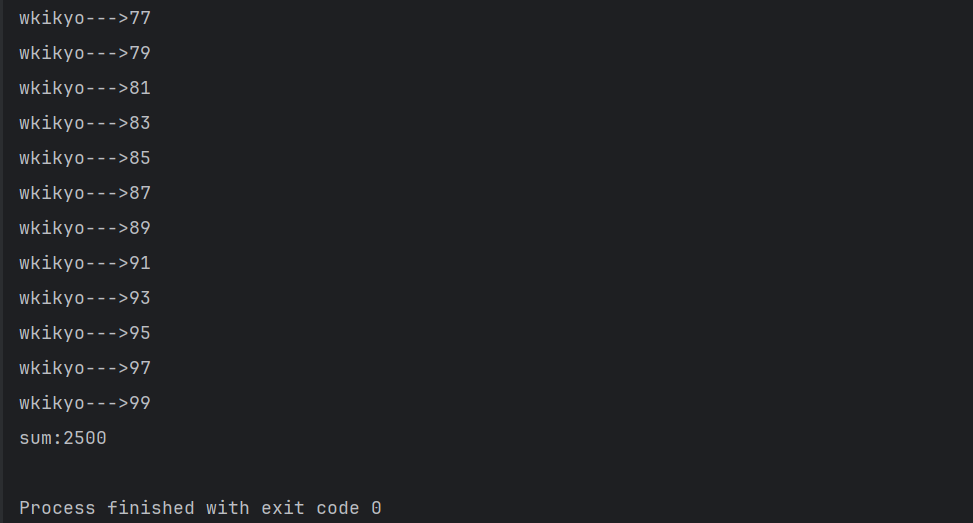 wkikyo--->77
wkikyo--->79
wkikyo--->81
wkikyo--->83
wkikyo--->85
wkikyo--->87
wkikyo--->89
wkikyo--->91
wkikyo--->93
wkikyo--->95
wkikyo--->97
wkikyo--->99
sum:2500
Process finished with exit code 0